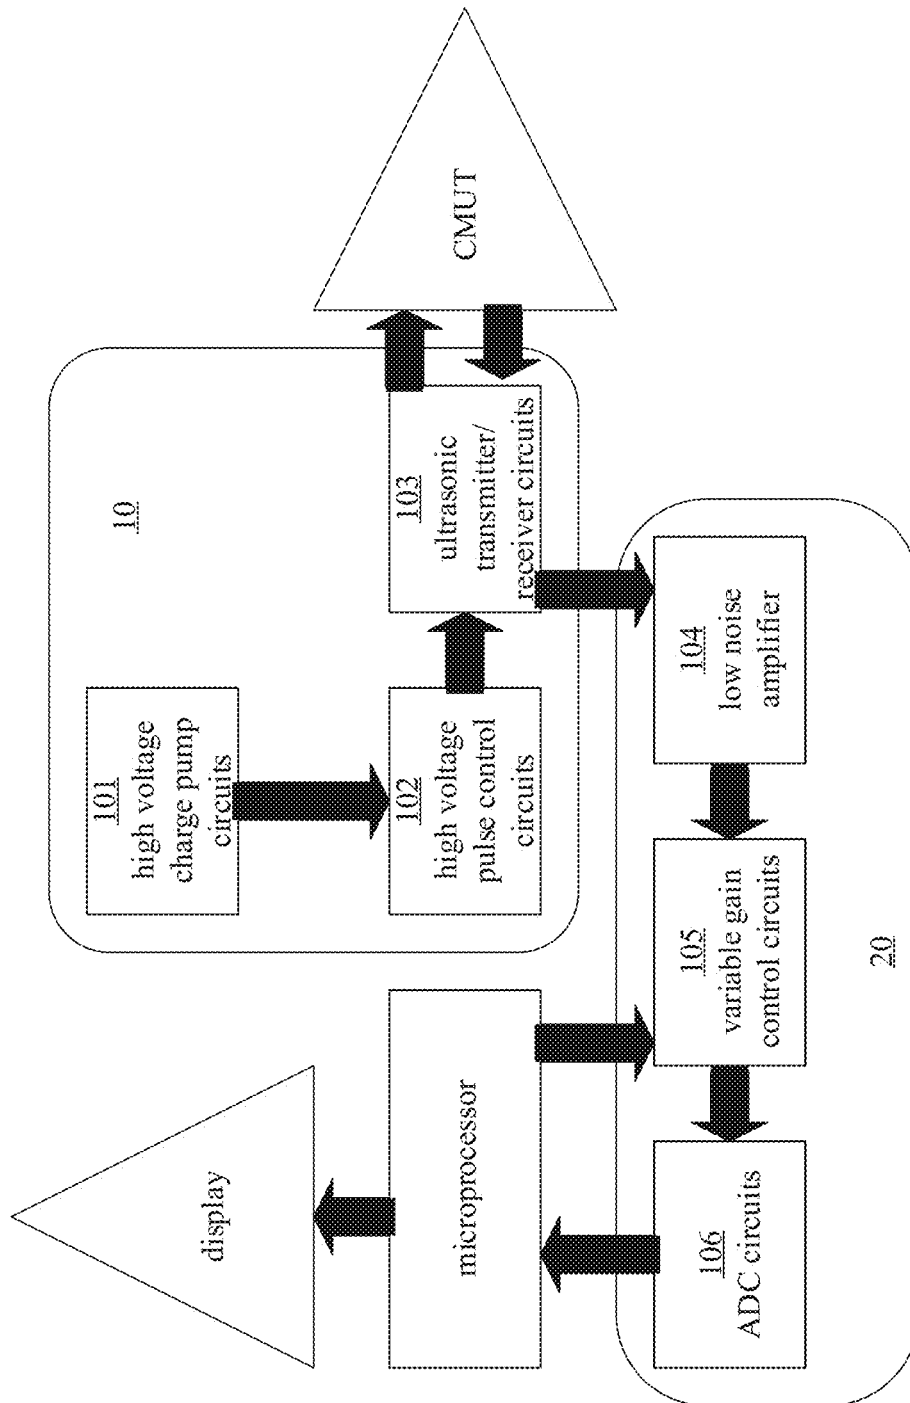 display
microprocessor
106
ADC circuits
101
high voltage
charge pump
circuits
102
high voltage
pulse control
circuits
105
variable gain
control circuits
20
10
103
ultrasonic
transmitter/
receiver circuits
104
low noise
amplifier
CMUT